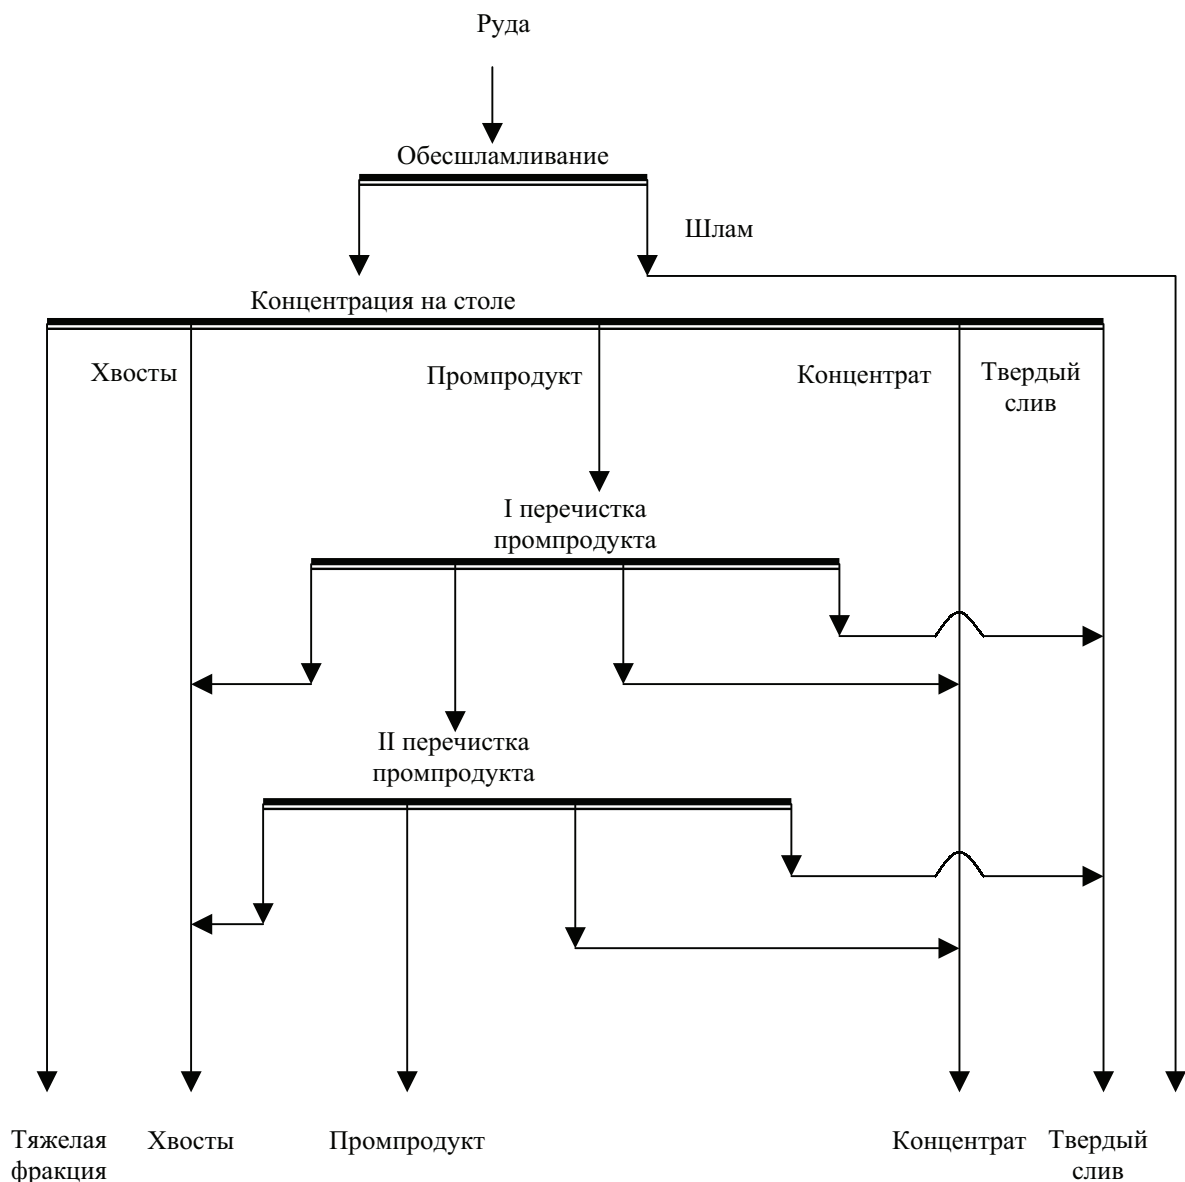 Руда
Обесшламливание
Шлам
Концентрация на столе
Хвосты
Промпродукт
Концентрат
Твердый
слив
I перечистка
промпродукта
II перечистка
промпродукта
Тяжелая
фракция
Хвосты
Промпродукт
Концентрат
Твердый
слив